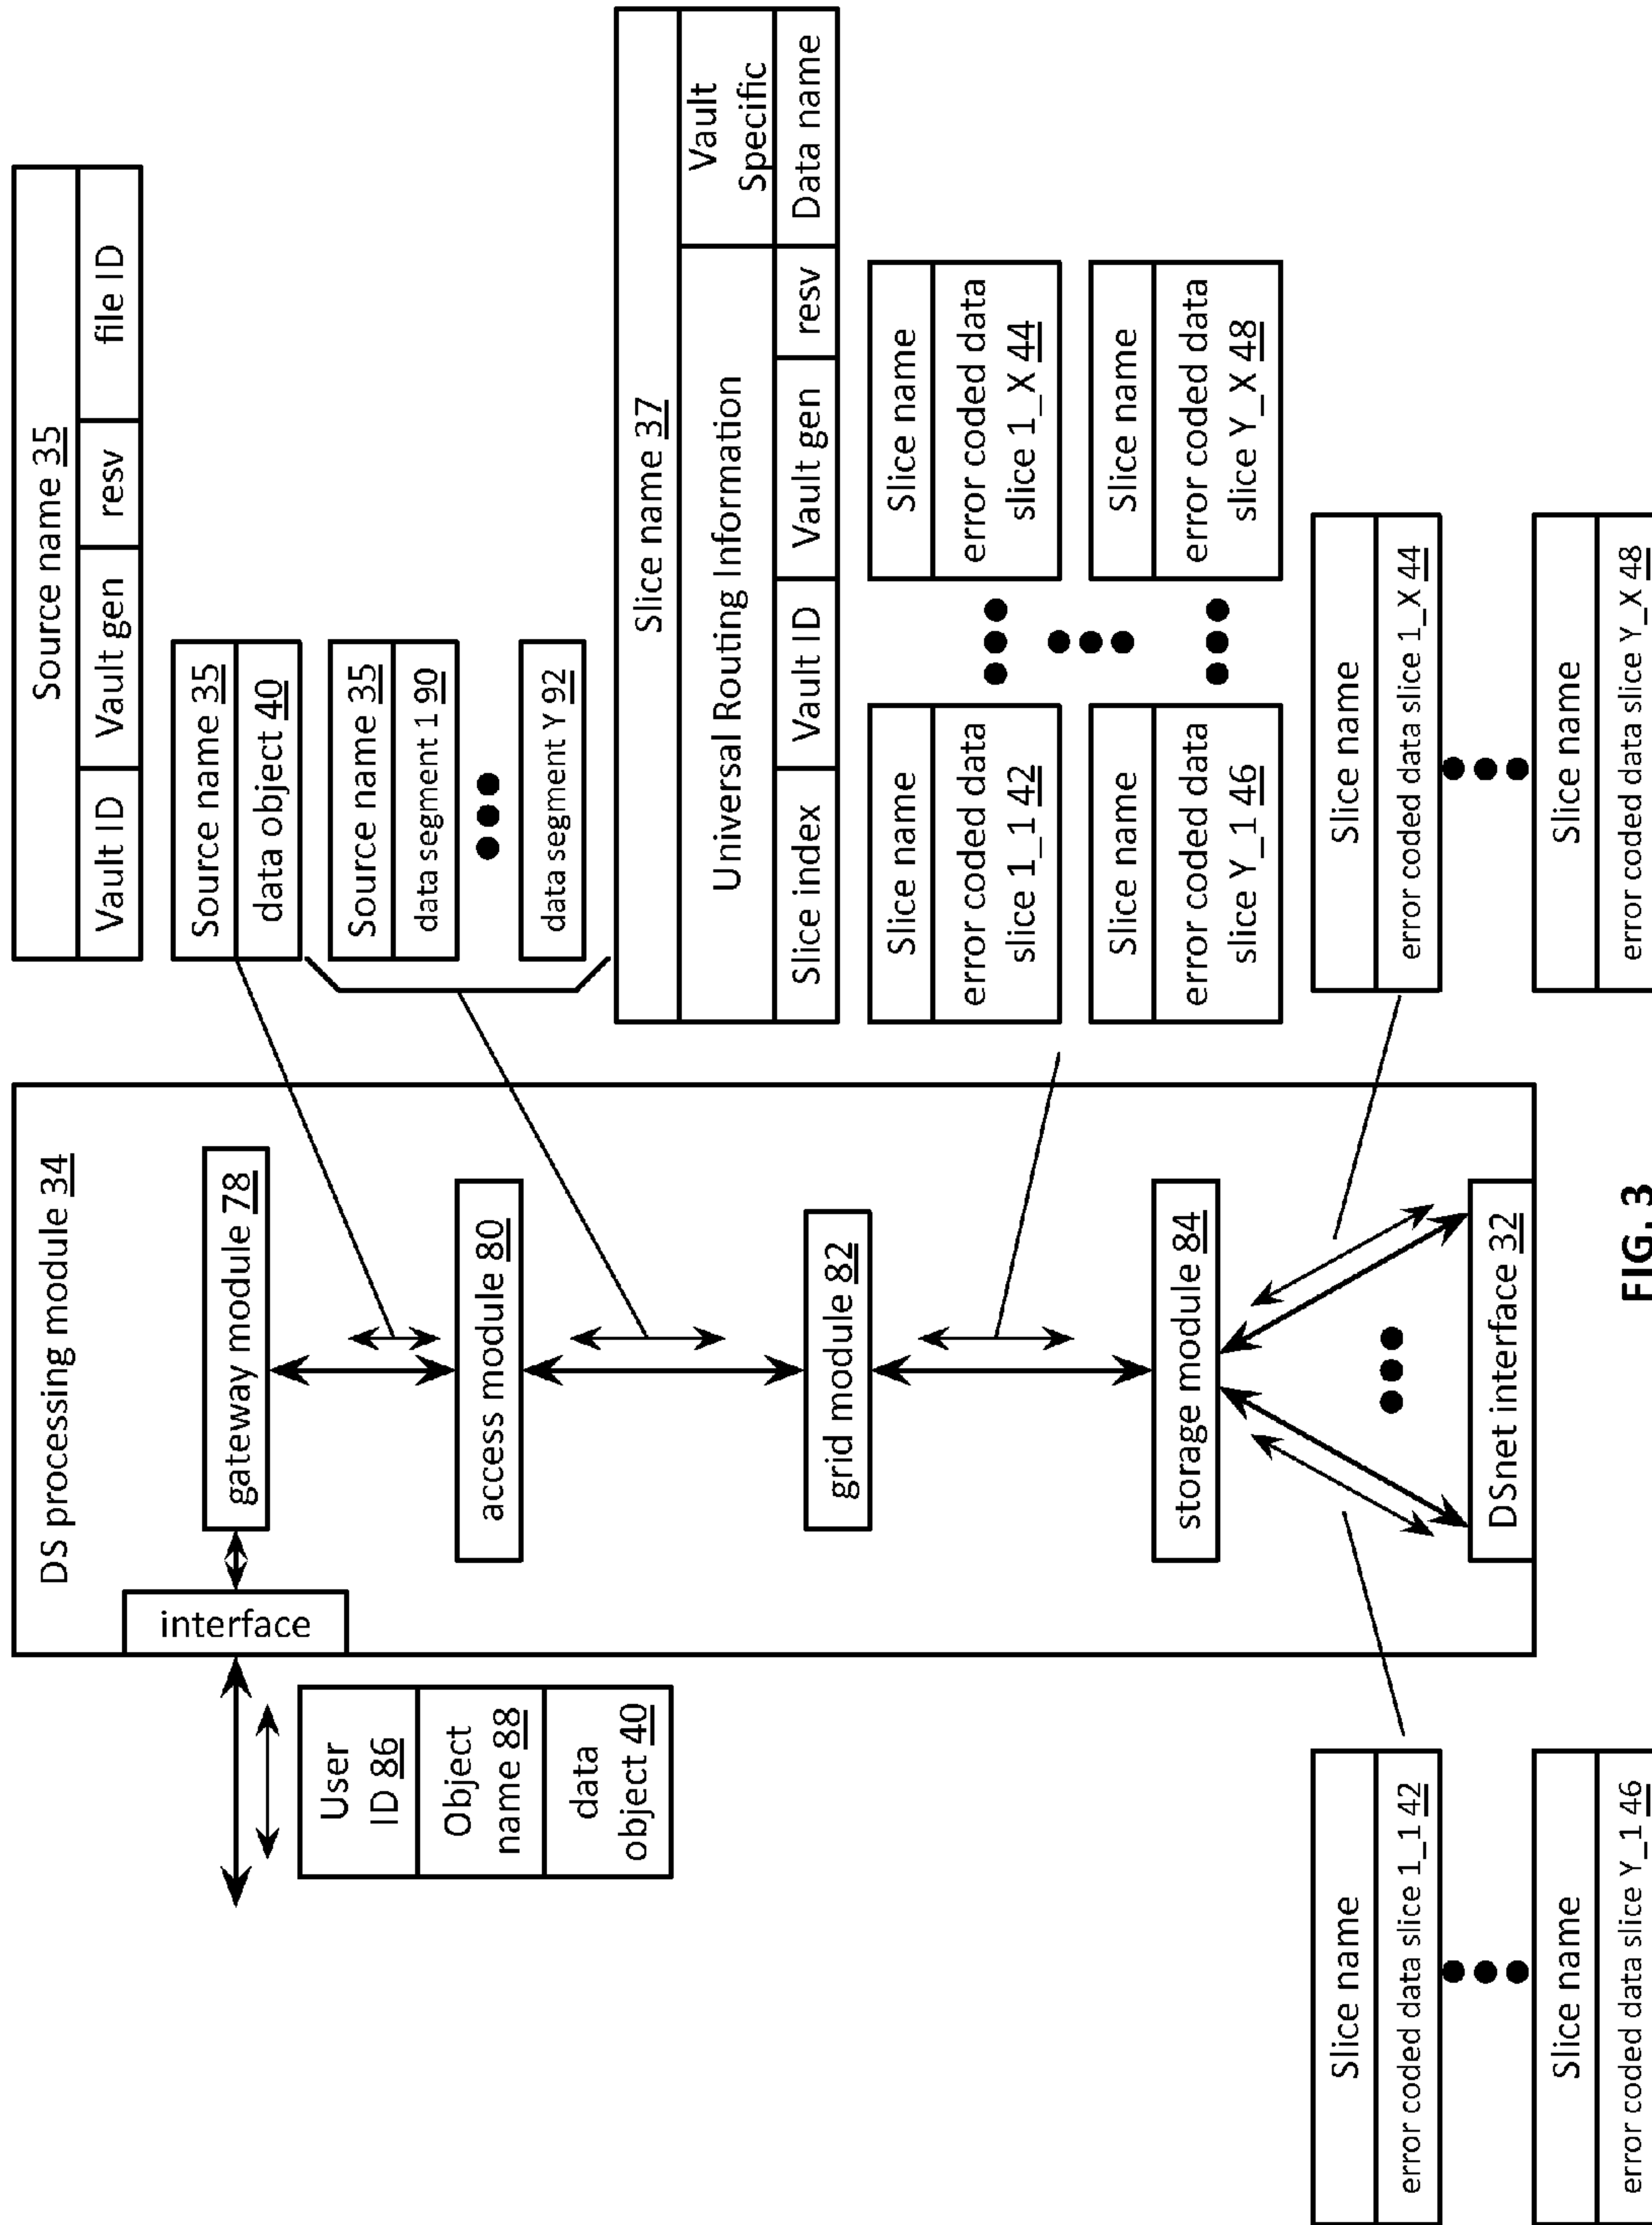 DS processing module 34
interface
gateway module 78
access module 80
grid module 82
storage module 84
DSnet interface 32
User
ID 86
Object
name 88
data
object 40
Source name 35
Vault ID
Vault gen
resv
file ID
Source name 35
data object 40
Source name 35
data segment 1 90
data segment Y 92
Slice name 37
Universal Routing Information
Vault
Specific
Slice index
Vault ID
Vault gen
resv
Data name
Slice name
error coded data
slice 1_1 42
Slice name
error coded data
slice 1_X 44
Slice name
error coded data
slice Y_1 46
Slice name
error coded data
slice Y_X 48
Slice name
error coded data slice 1_1 42
Slice name
error coded data slice Y_1 46
Slice name
error coded data slice 1_X 44
Slice name
error coded data slice Y_X 48
FIG. 3